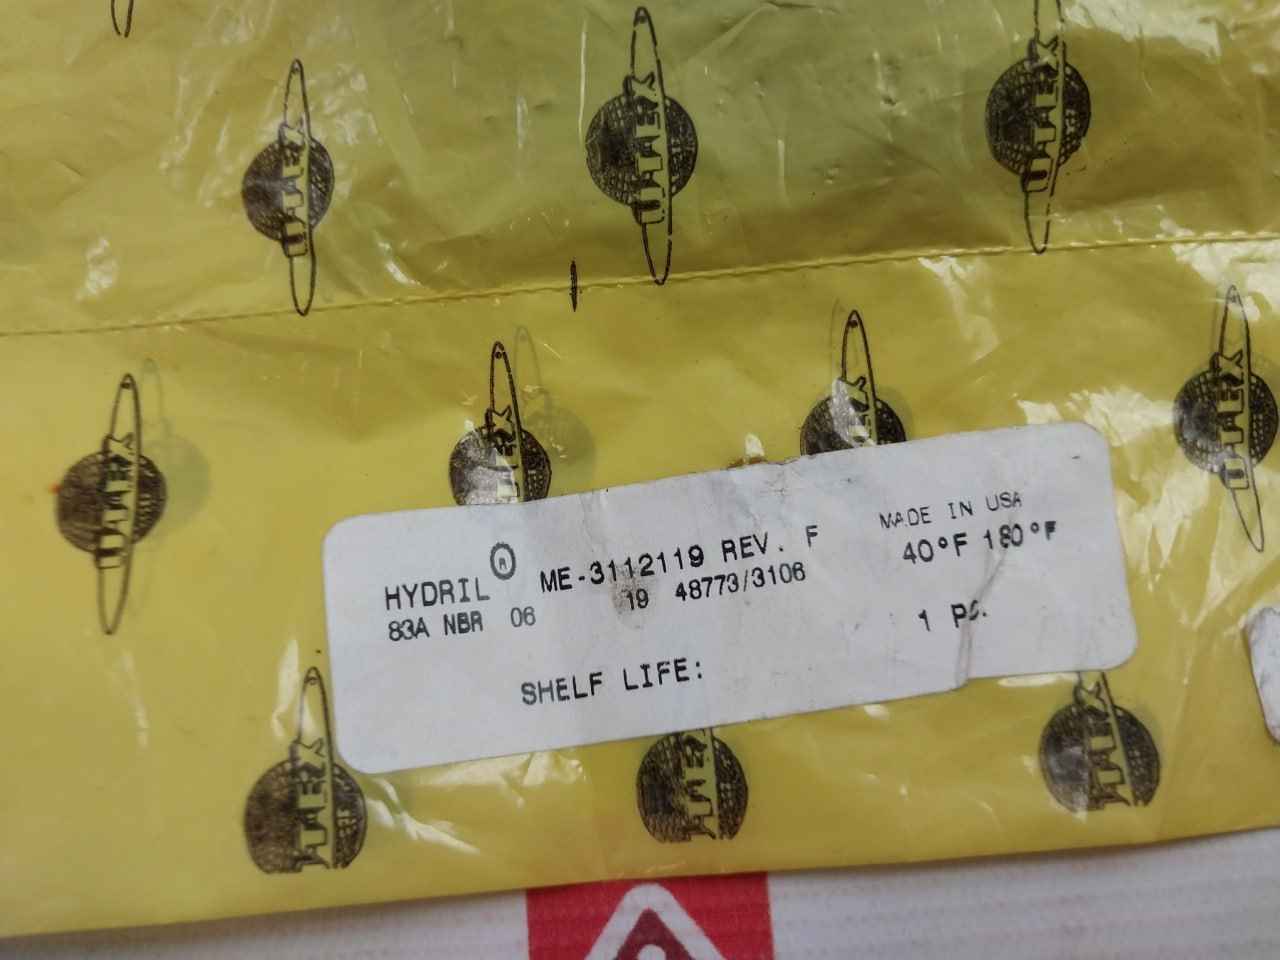 HYDRIL® ME-3112119 REV. F MADE IN USA
83A NBR 06 19 48773/3106 40°F 180°F
1 PC.
SHELF LIFE: